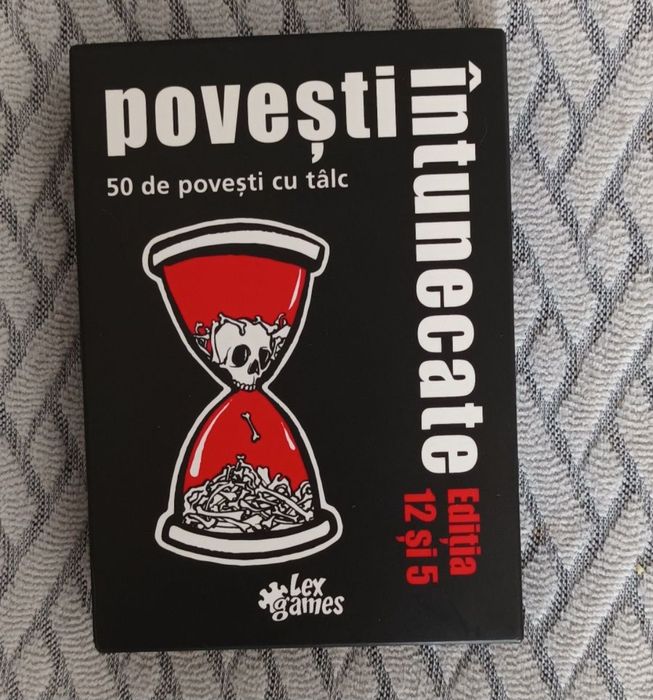 povești
întunecate
50 de povești cu tâlc
Ediția
12 și 5
Lex
games